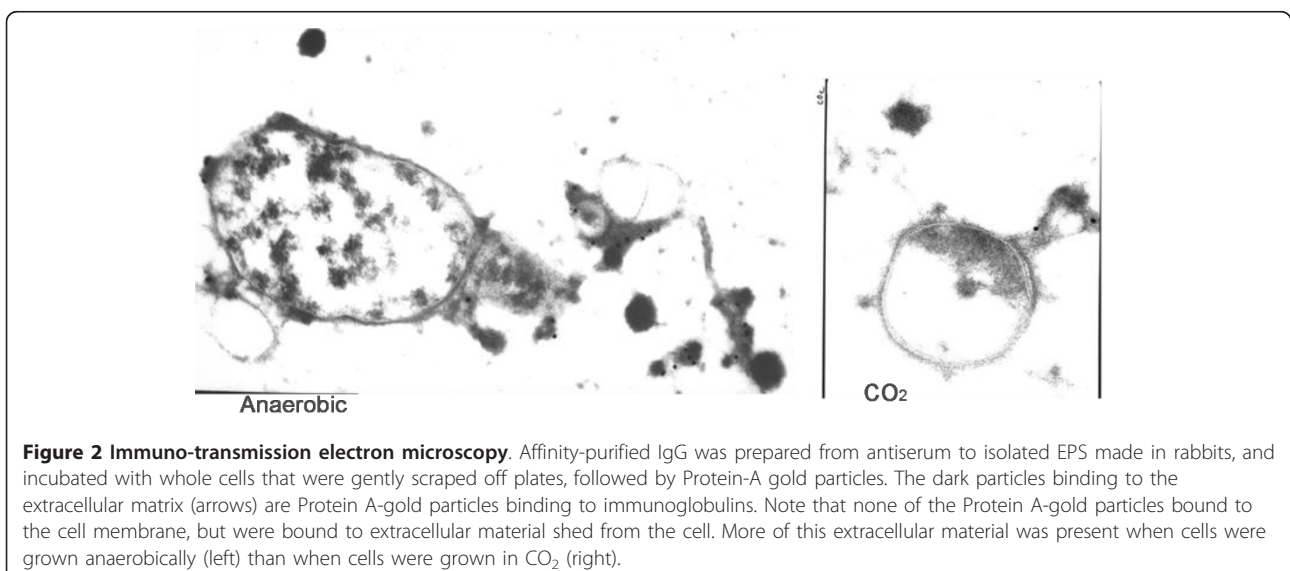 CO2
Anaerobic
CO₂
Figure 2 Immuno-transmission electron microscopy. Affinity-purified IgG was prepared from antiserum to isolated EPS made in rabbits, and
incubated with whole cells that were gently scraped off plates, followed by Protein-A gold particles. The dark particles binding to the
extracellular matrix (arrows) are Protein A-gold particles binding to immunoglobulins. Note that none of the Protein A-gold particles bound to
the cell membrane, but were bound to extracellular material shed from the cell. More of this extracellular material was present when cells were
grown anaerobically (left) than when cells were grown in CO₂ (right).